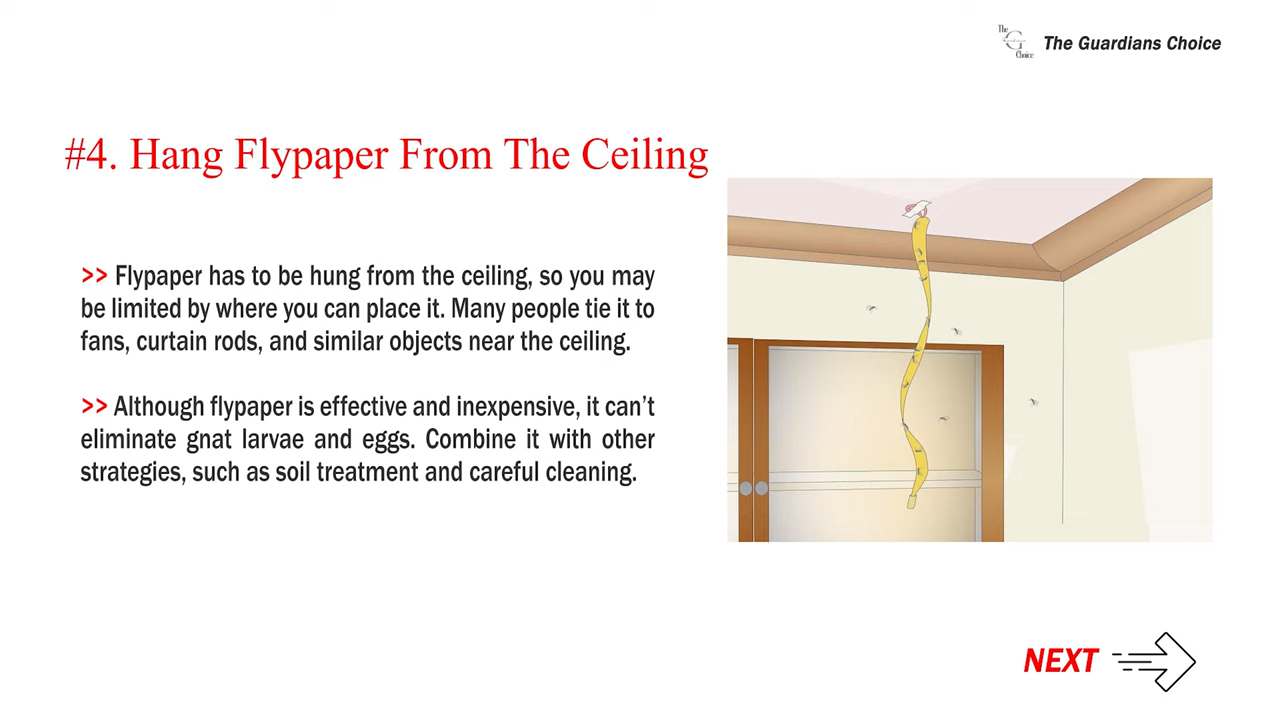 The
G
Choice
The Guardians Choice
#4. Hang Flypaper From The Ceiling
>> Flypaper has to be hung from the ceiling, so you may
be limited by where you can place it. Many people tie it to
fans, curtain rods, and similar objects near the ceiling.
>> Although flypaper is effective and inexpensive, it can’t
eliminate gnat larvae and eggs. Combine it with other
strategies, such as soil treatment and careful cleaning.
NEXT